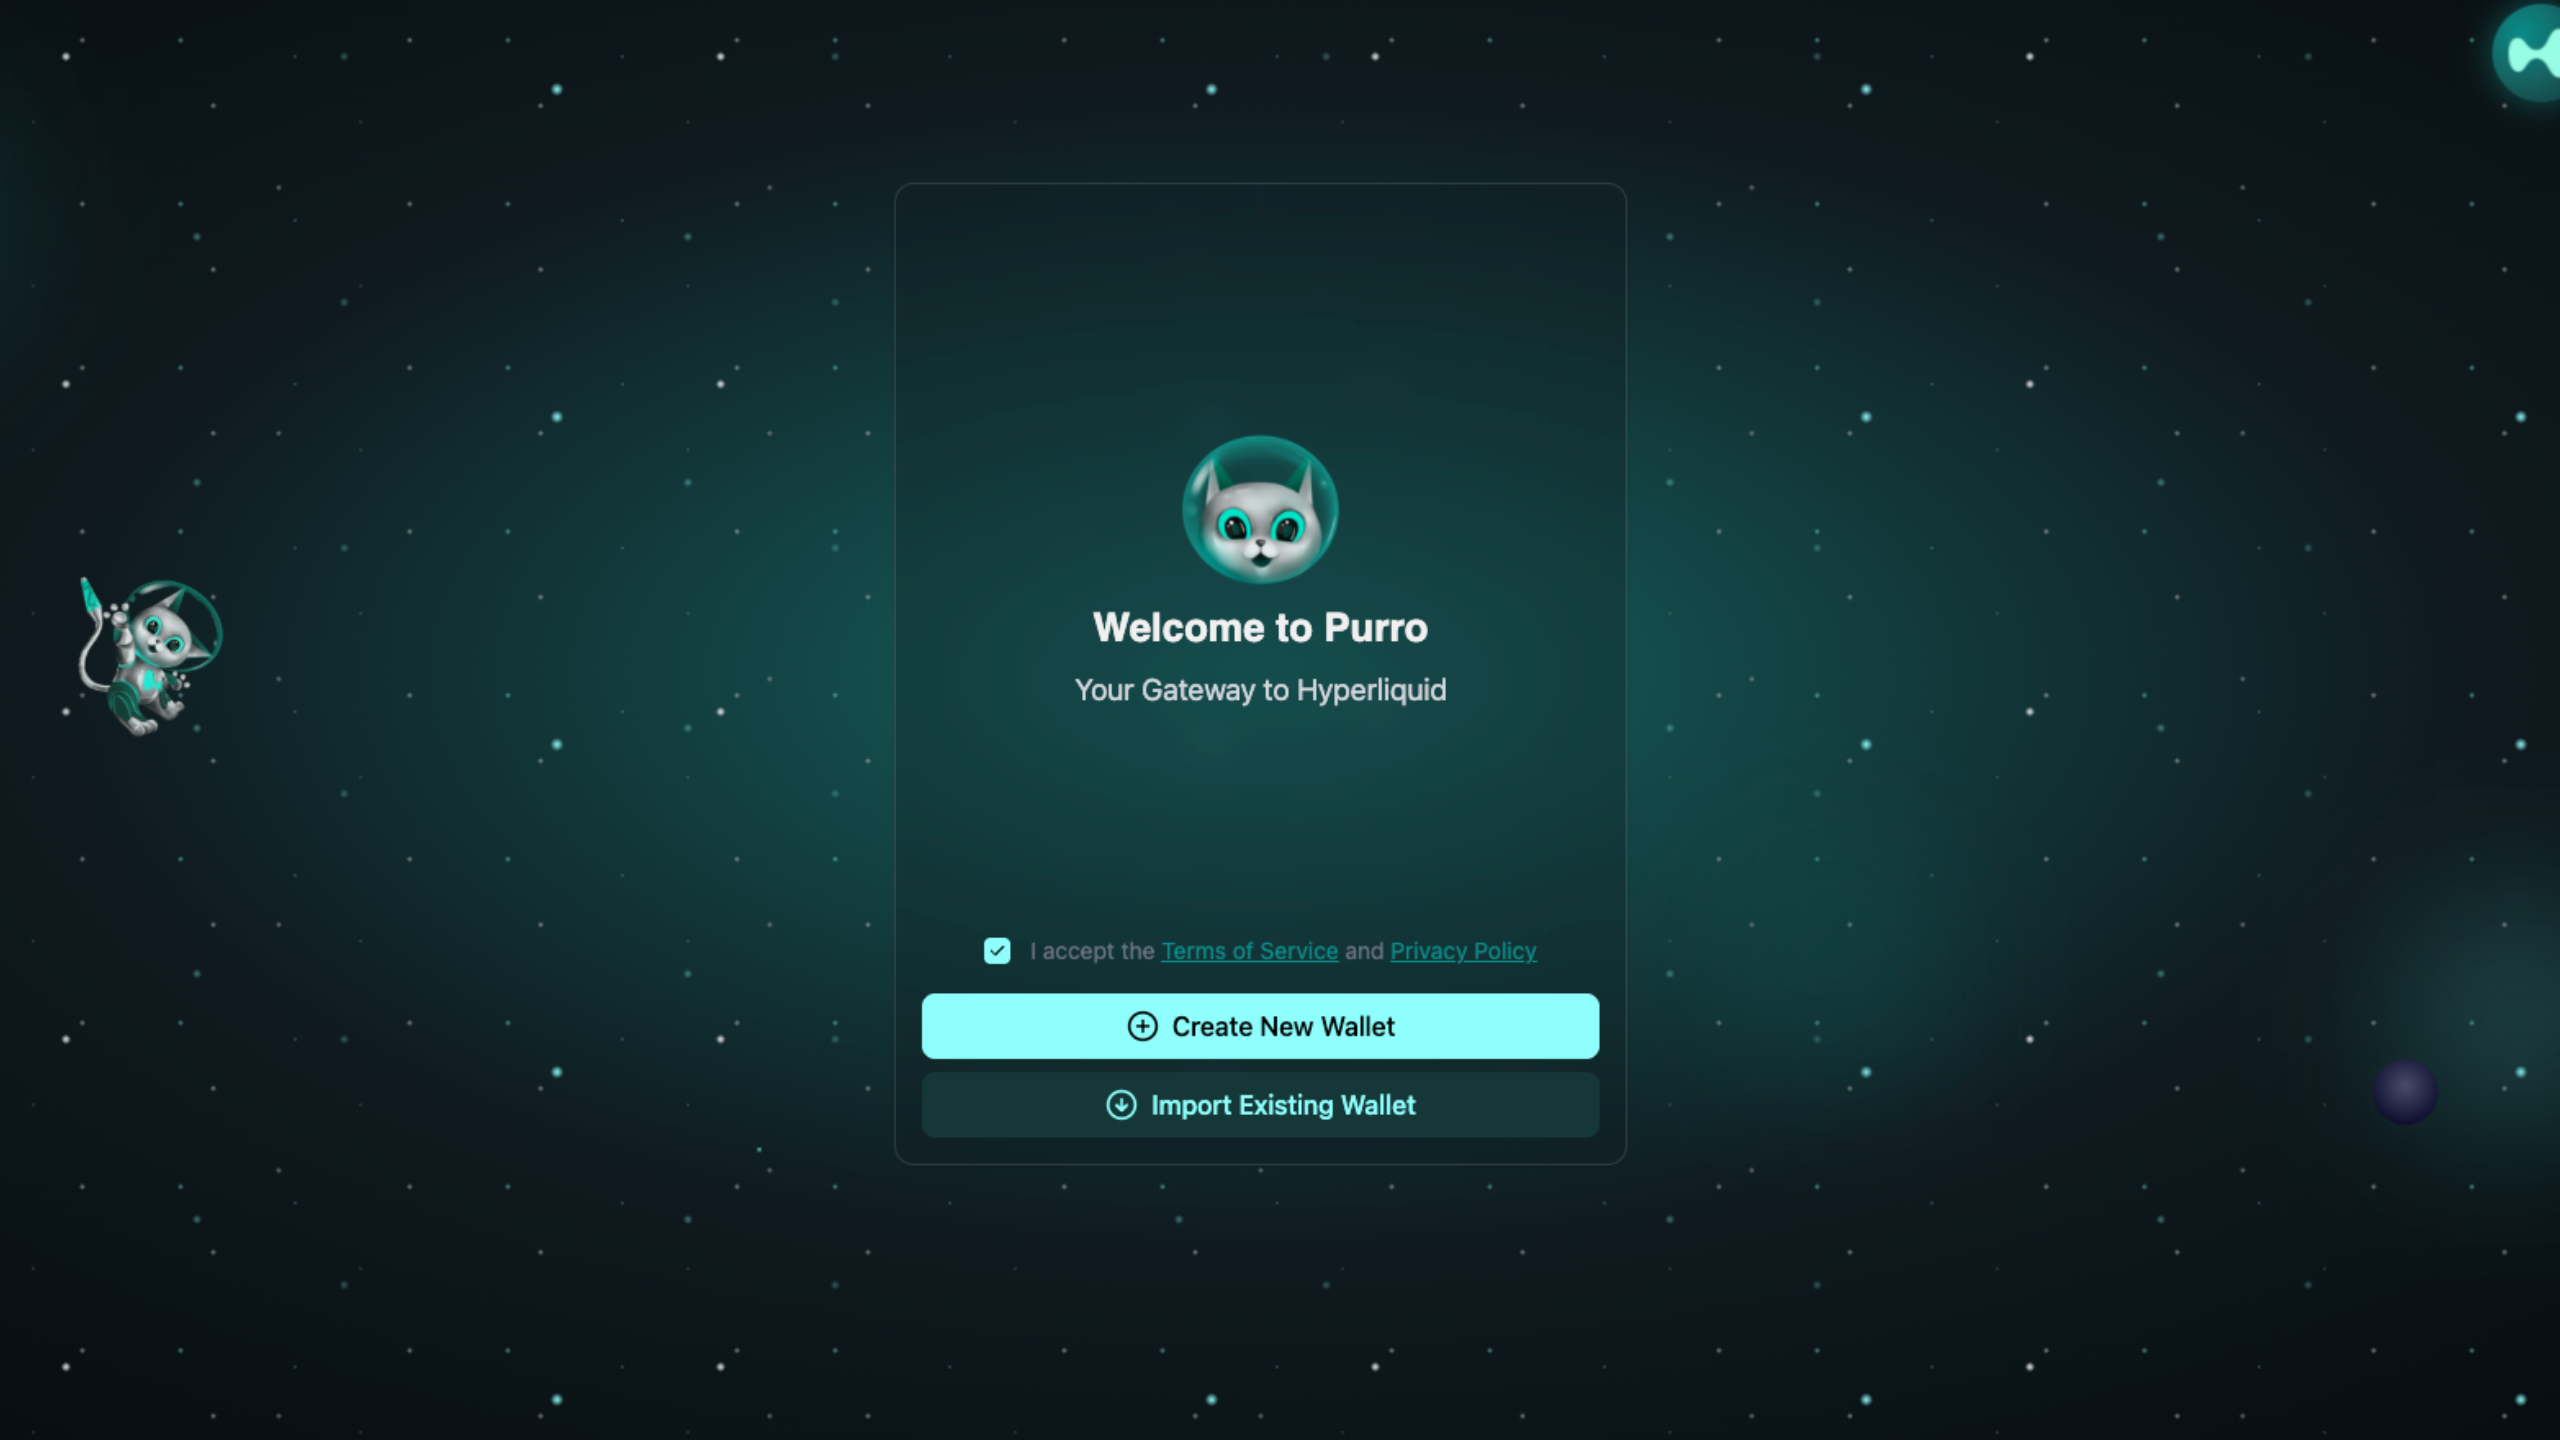 Welcome to Purro
Your Gateway to Hyperliquid
I accept the Terms of Service and Privacy Policy
Create New Wallet
Import Existing Wallet